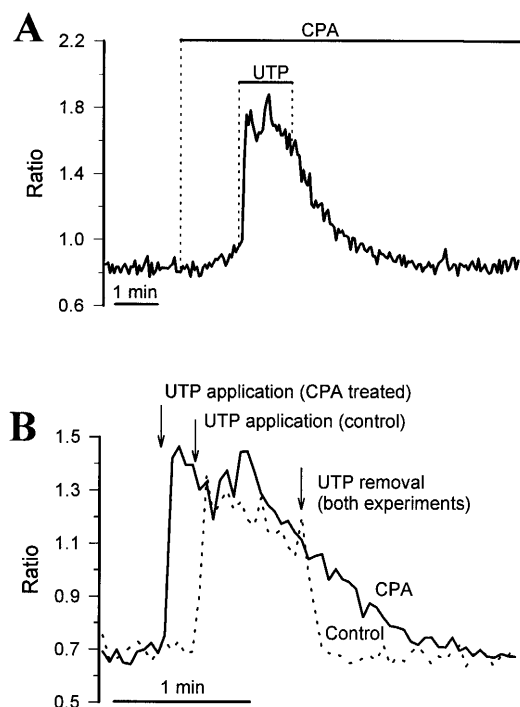 A
CPA
2.2
UTP
1.8
1.4
1.0
0.6
Ratio
1 min
UTP application (CPA treated)
B
UTP application (control)
1.5
UTP removal
(both experiments)
1.3
1.1
0.9
0.7
0.5
Ratio
CPA
Control
1 min